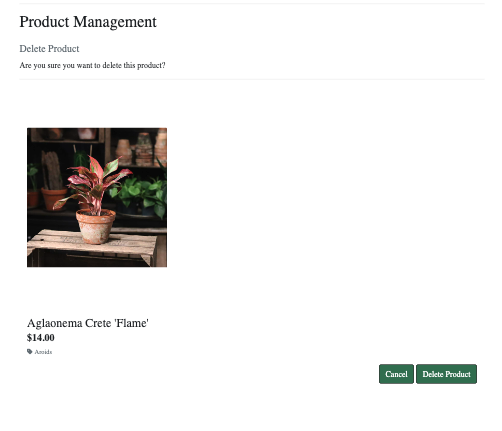 Product Management
Delete Product
Are you sure you want to delete this product?
Aglaonema Crete 'Flame'
$14.00
Aroids
Cancel Delete Product